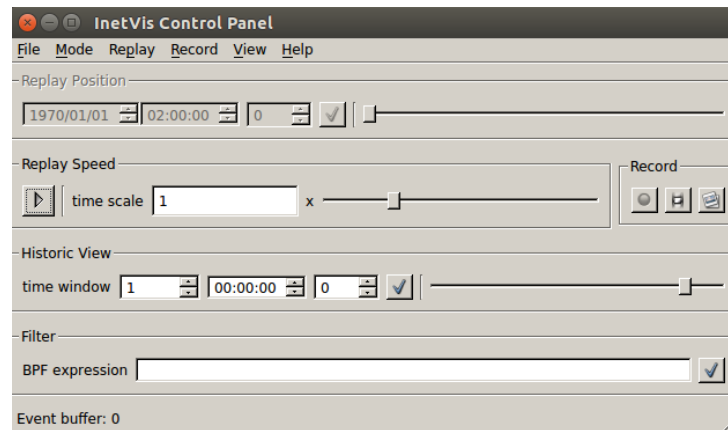 InetVis Control Panel
File Mode Replay Record View Help
Replay Position
1970/01/01 02:00:00 0
Replay Speed
Record
time scale 1 x
Historic View
time window 1 00:00:00 0
Filter
BPF expression
Event buffer: 0